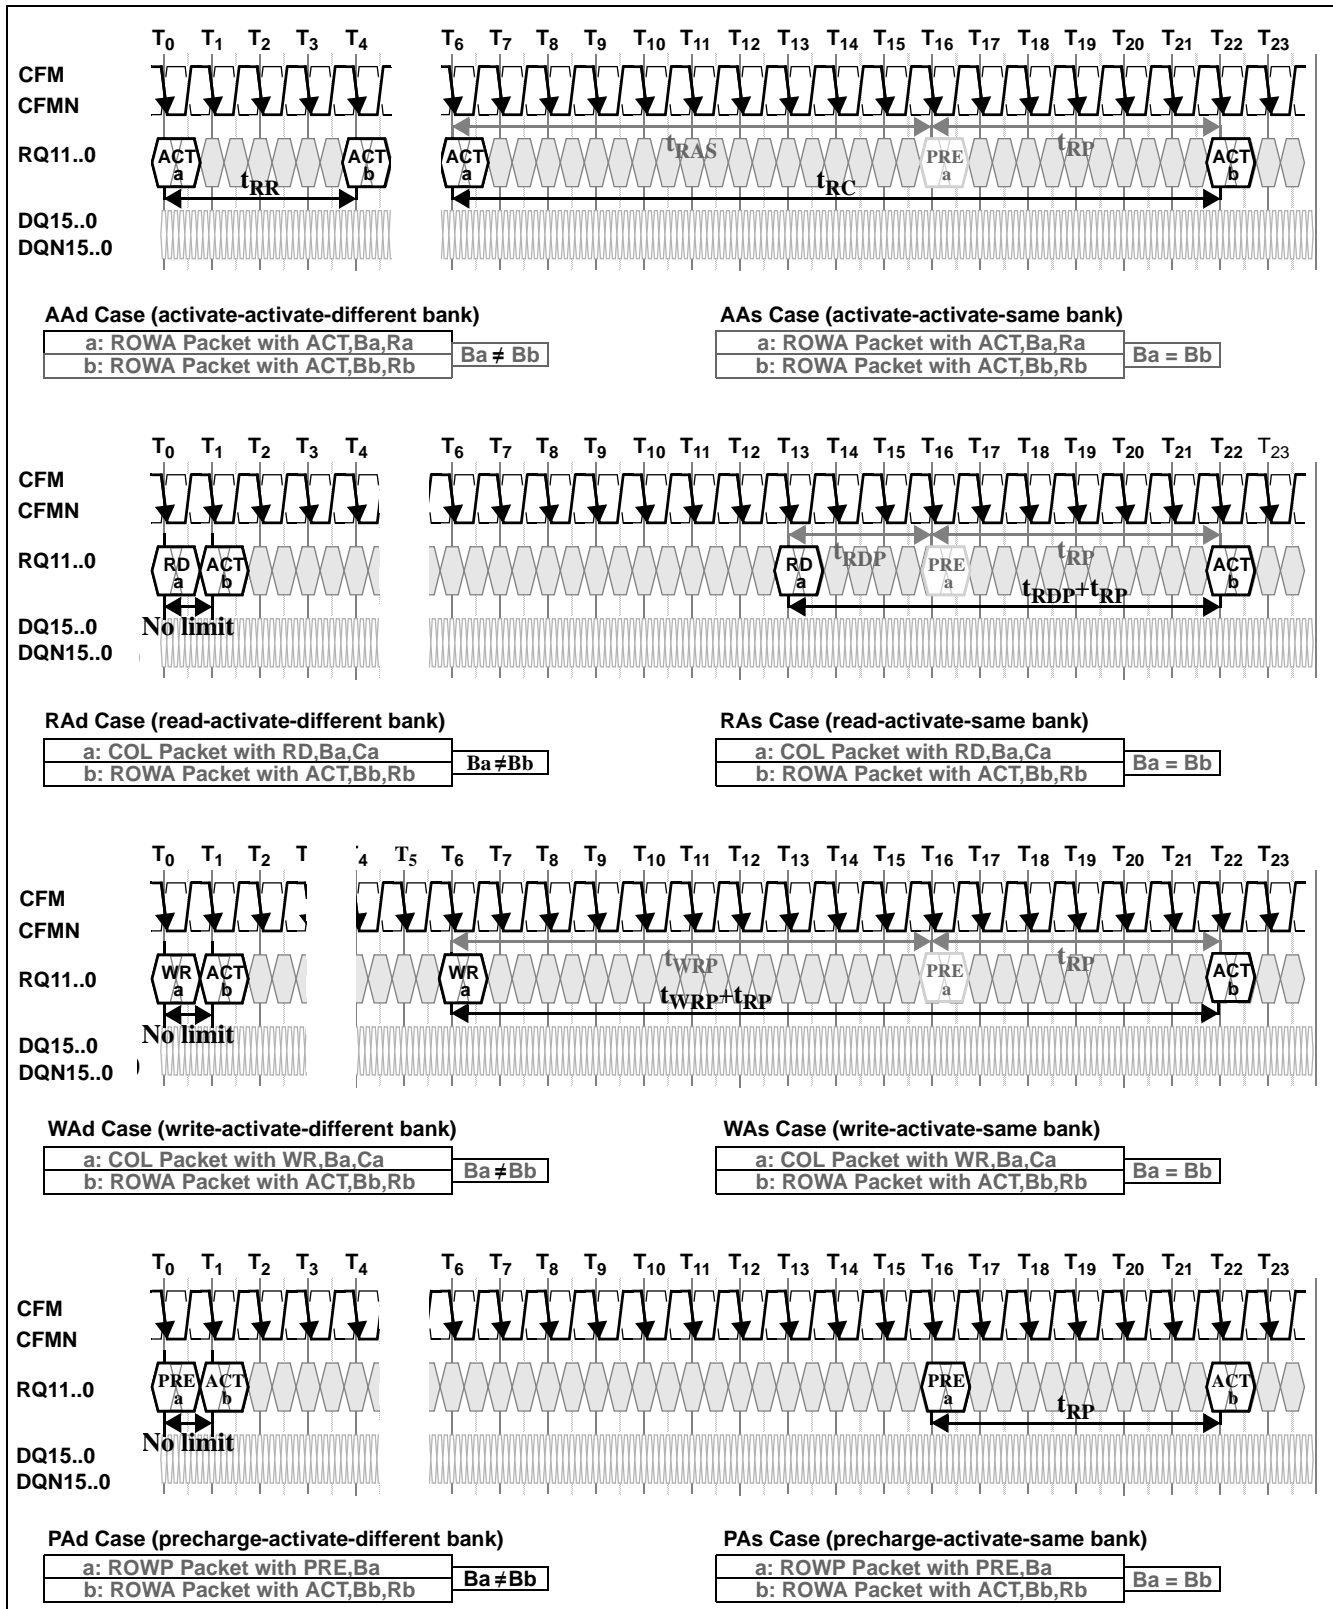 T0 T1 T2 T3 T4 T6 T7 T8 T9 T10 T11 T12 T13 T14 T15 T16 T17 T18 T19 T20 T21 T22 T23
CFM
CFMN
RQ11..0 ACT a ACT b ACT a tRAS PRE a tRP ACT b
tRR tRC
DQ15..0
DQN15..0
AAd Case (activate-activate-different bank) AAs Case (activate-activate-same bank)
a: ROWA Packet with ACT,Ba,Ra a: ROWA Packet with ACT,Ba,Ra
Ba ≠ Bb Ba = Bb
b: ROWA Packet with ACT,Bb,Rb b: ROWA Packet with ACT,Bb,Rb
T0 T1 T2 T3 T4 T6 T7 T8 T9 T10 T11 T12 T13 T14 T15 T16 T17 T18 T19 T20 T21 T22 T23
CFM
CFMN
RQ11..0 RD a ACT b RD a tRDP PRE a tRP ACT b
tRDP+tRP
No limit
DQ15..0
DQN15..0
RAd Case (read-activate-different bank) RAs Case (read-activate-same bank)
a: COL Packet with RD,Ba,Ca a: COL Packet with RD,Ba,Ca
Ba≠Bb Ba = Bb
b: ROWA Packet with ACT,Bb,Rb b: ROWA Packet with ACT,Bb,Rb
T0 T1 T2 T 4 T5 T6 T7 T8 T9 T10 T11 T12 T13 T14 T15 T16 T17 T18 T19 T20 T21 T22 T23
CFM
CFMN
RQ11..0 WR a ACT b WR a tWRP PRE a tRP ACT b
tWRP+tRP
No limit
DQ15..0
DQN15..0
WAd Case (write-activate-different bank) WAs Case (write-activate-same bank)
a: COL Packet with WR,Ba,Ca a: COL Packet with WR,Ba,Ca
Ba≠Bb Ba = Bb
b: ROWA Packet with ACT,Bb,Rb b: ROWA Packet with ACT,Bb,Rb
T0 T1 T2 T3 T4 T6 T7 T8 T9 T10 T11 T12 T13 T14 T15 T16 T17 T18 T19 T20 T21 T22 T23
CFM
CFMN
RQ11..0 PRE a ACT b PRE a tRP ACT b
No limit
DQ15..0
DQN15..0
PAd Case (precharge-activate-different bank) PAs Case (precharge-activate-same bank)
a: ROWP Packet with PRE,Ba a: ROWP Packet with PRE,Ba
Ba≠Bb Ba = Bb
b: ROWA Packet with ACT,Bb,Rb b: ROWA Packet with ACT,Bb,Rb